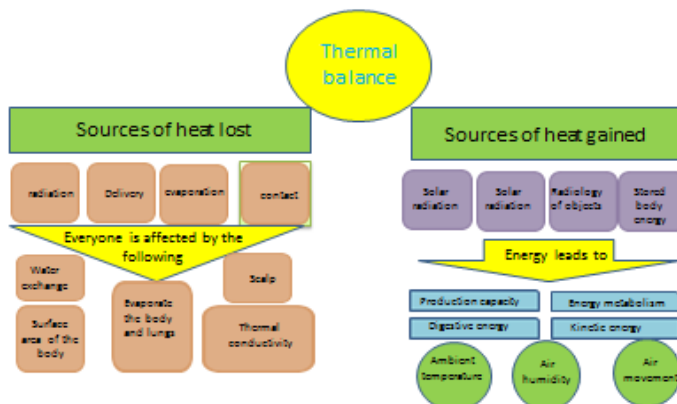 Thermal
balance
Sources of heat lost
Sources of heat gained
radiation
Delivery
evaporation
contact
Solar
radiation
Solar
radiation
Radiology
of objects
Stored
body
energy
Everyone is affected by the
following
Energy leads to
Water
exchange
Evaporate
the body
and lungs
Scalp
Surface
area of the
body
Thermal
conductivity
Production capacity
Energy metabolism
Digestive energy
Kinetic energy
Ambient
temperature
Air
humidity
Air
movement